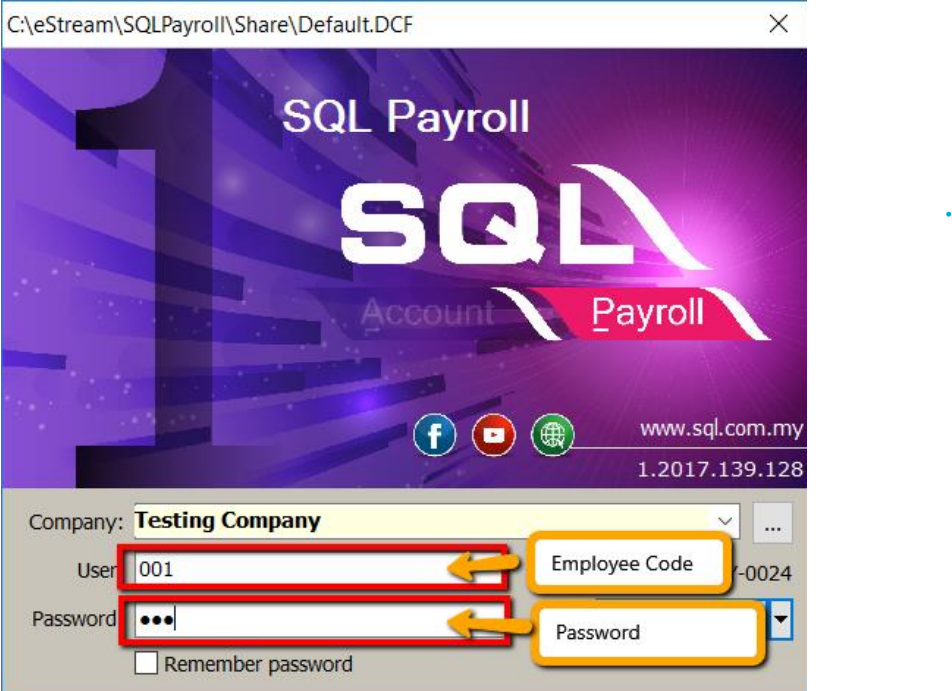 C:\eStream\SQLPayroll\Share\Default.DCF
1
SQL Payroll
SQL
Account Payroll
www.sql.com.my
1.2017.139.128
Company: Testing Company ...
User 001 Employee Code -0024
Password ••• Password
Remember password